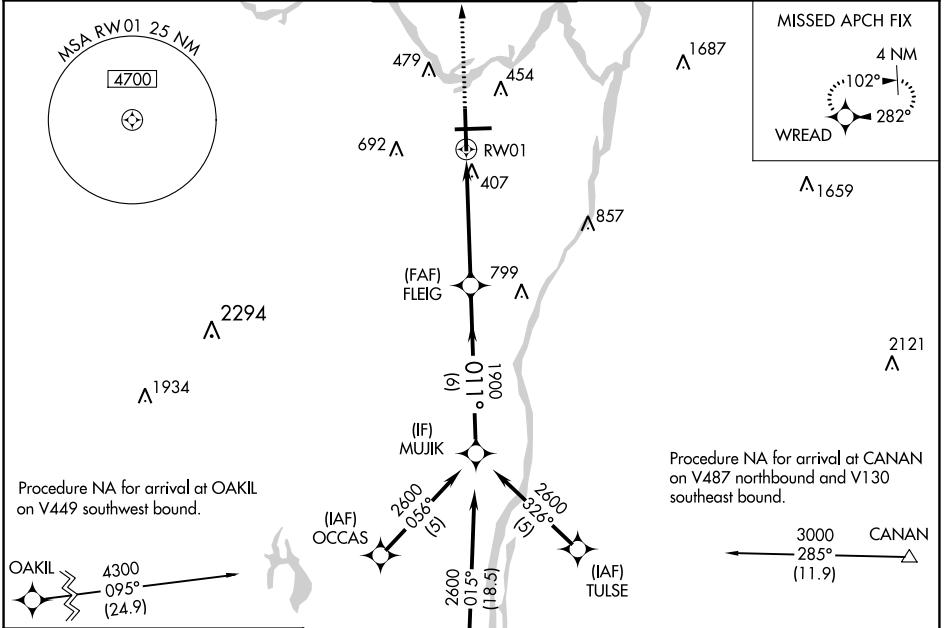 MSA RW01 25 NM
4700
479
454
1687
MISSED APCH FIX
4 NM
102°
282°
WREAD
692
RW01
407
1659
857
(FAF)
FLEIG
799
2294
2121
1934
1900
011°
(9)
(IF)
MUJIK
Procedure NA for arrival at OAKIL
on V449 southwest bound.
Procedure NA for arrival at CANAN
on V487 northbound and V130
southeast bound.
(IAF)
OCCAS
2600
056°
(5)
2600
326°
(5)
(IAF)
TULSE
2600
015°
(18.5)
OAKIL
4300
095°
(24.9)
3000
285°
(11.9)
CANAN